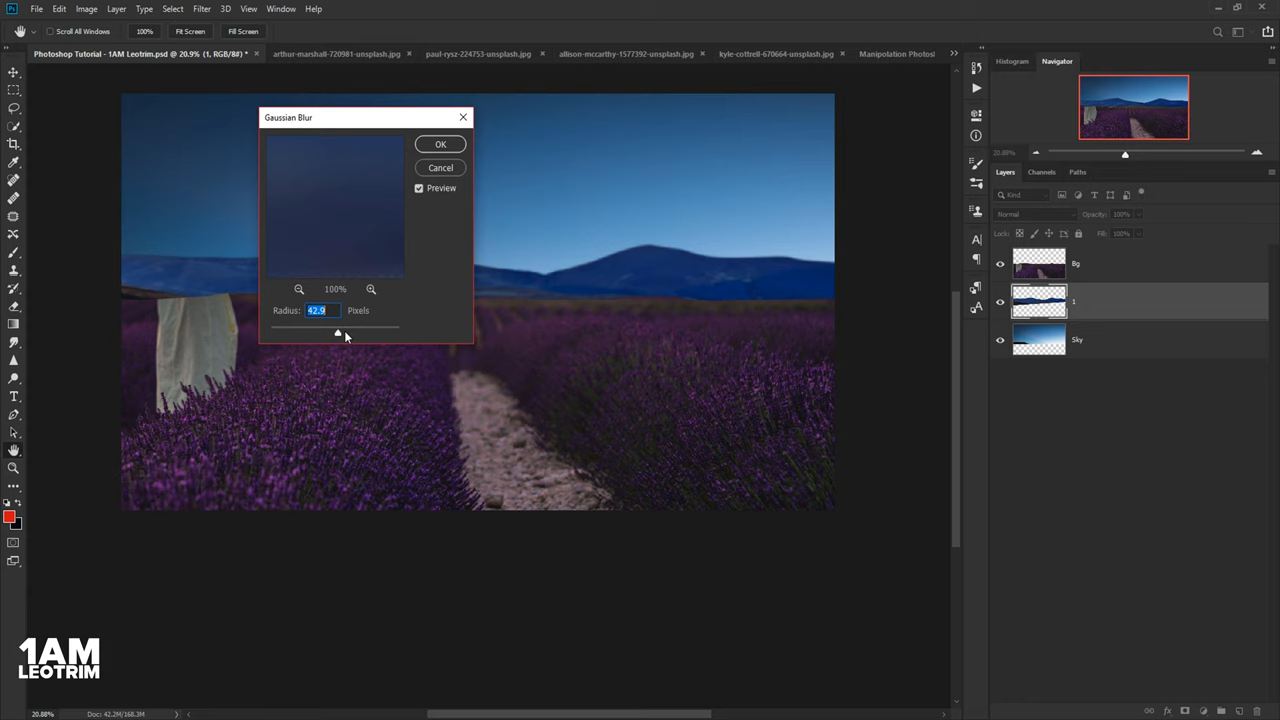 Ps File Edit Image Layer Type Select Filter 3D View Window Help
Scroll All Windows 100% Fit Screen Fill Screen
Photoshop Tutorial - 1AM Leotrim.psd @ 20.9% (1, RGB/8#) * × arthur-marshall-720981-unsplash.jpg × paul-rysz-224753-unsplash.jpg × allison-mccarthy-1577392-unsplash.jpg × kyle-cottrell-670664-unsplash.jpg × Manipolation Photos
Histogram Navigator
Gaussian Blur
OK
Cancel
Preview
100%
Radius: 42.9 Pixels
20.88%
Layers Channels Paths
Kind
Normal Opacity: 100%
Lock: Fill: 100%
Bg
1
Sky
1AM
LEOTRIM
20.88% Doc: 42.2M/168.3M